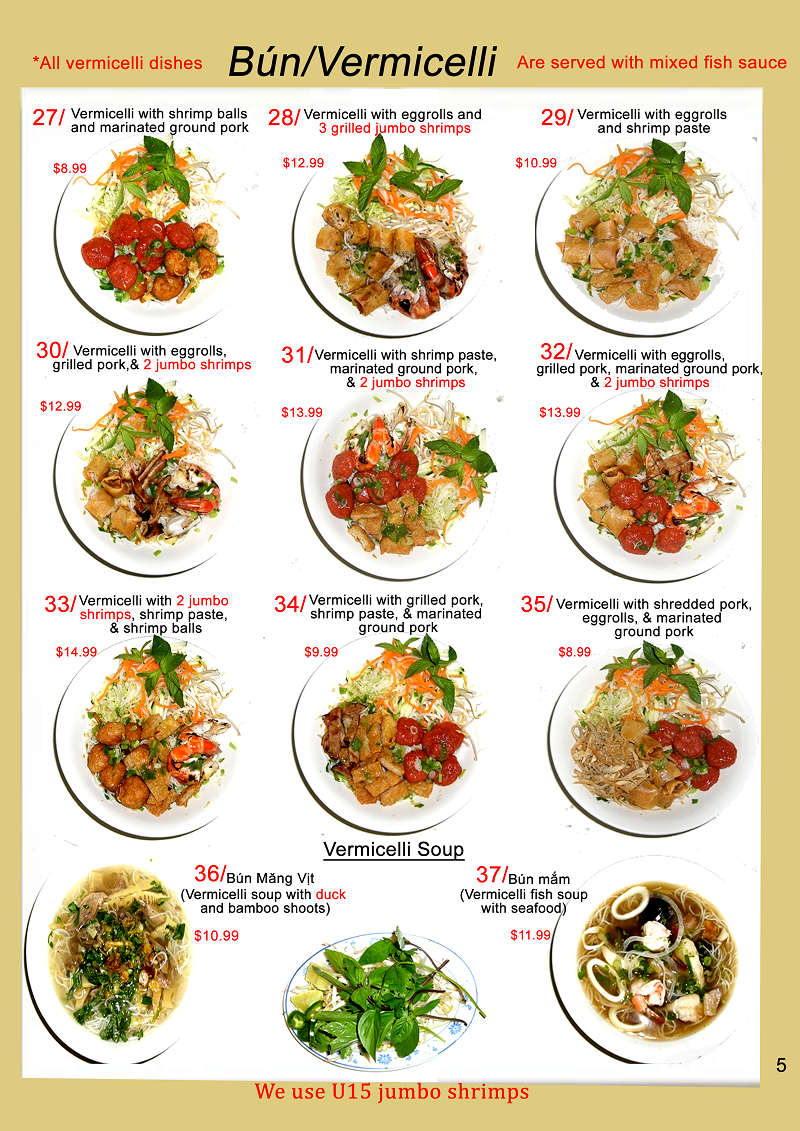 *All vermicelli dishes
Bún/Vermicelli
Are served with mixed fish sauce
27/ Vermicelli with shrimp balls
and marinated ground pork
$8.99
28/ Vermicelli with eggrolls and
3 grilled jumbo shrimps
$12.99
29/ Vermicelli with eggrolls
and shrimp paste
$10.99
30/ Vermicelli with eggrolls,
grilled pork,& 2 jumbo shrimps
$12.99
31/ Vermicelli with shrimp paste,
marinated ground pork,
& 2 jumbo shrimps
$13.99
32/ Vermicelli with eggrolls,
grilled pork, marinated ground pork,
& 2 jumbo shrimps
$13.99
33/ Vermicelli with 2 jumbo
shrimps, shrimp paste,
& shrimp balls
$14.99
34/ Vermicelli with grilled pork,
shrimp paste, & marinated
ground pork
$9.99
35/ Vermicelli with shredded pork,
eggrolls, & marinated
ground pork
$8.99
Vermicelli Soup
36/ Bún Măng Vịt
(Vermicelli soup with duck
and bamboo shoots)
$10.99
37/ Bún mắm
(Vermicelli fish soup
with seafood)
$11.99
5
We use U15 jumbo shrimps